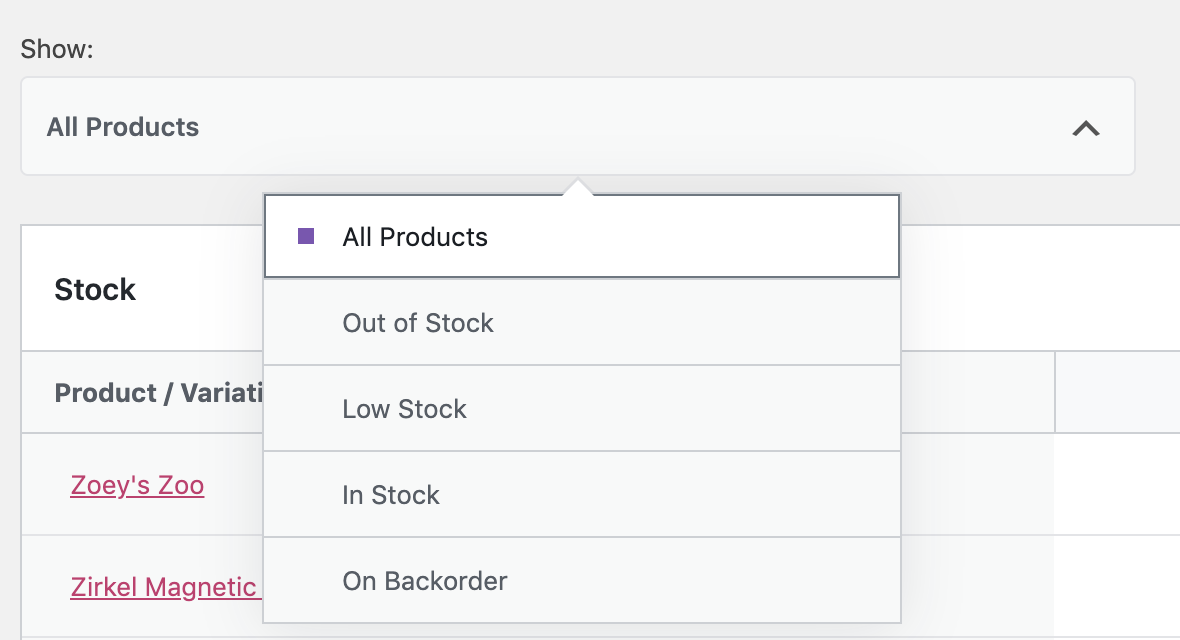 Show:
All Products
All Products
Out of Stock
Low Stock
In Stock
On Backorder
Stock
Product / Variati
Zoey's Zoo
Zirkel Magnetic